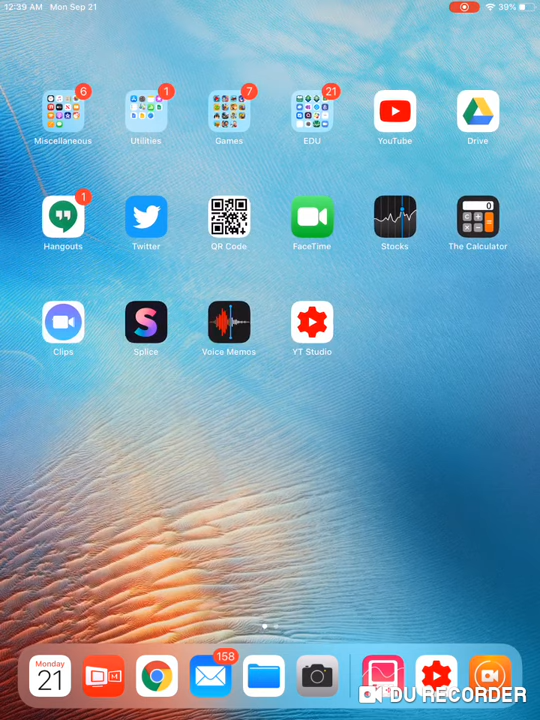 12:39 AM Mon Sep 21 39%
6 1 7 21
Miscellaneous Utilities Games EDU YouTube Drive
1 0
Hangouts Twitter QR Code FaceTime Stocks The Calculator
S
Clips Splice Voice Memos YT Studio
Monday 158
21
DU RECORDER